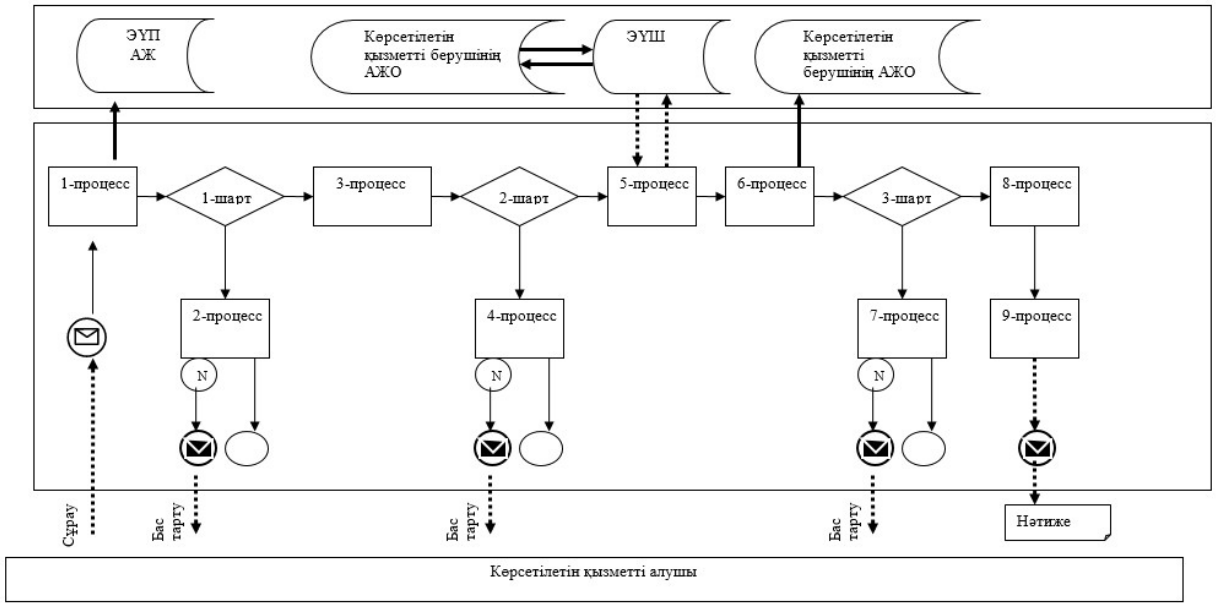 ЭҮП
АЖ
Көрсетілетін
қызметті берушінің
АЖО
ЭҮШ
Көрсетілетін
қызметті
берушінің АЖО
1-процесс
1-шарт
3-процесс
2-шарт
5-процесс
6-процесс
3-шарт
8-процесс
2-процесс
4-процесс
7-процесс
9-процесс
N
N
N
Сұрау
Бас
тарту
Бас
тарту
Бас
тарту
Нәтиже
Көрсетілетін қызметті алушы